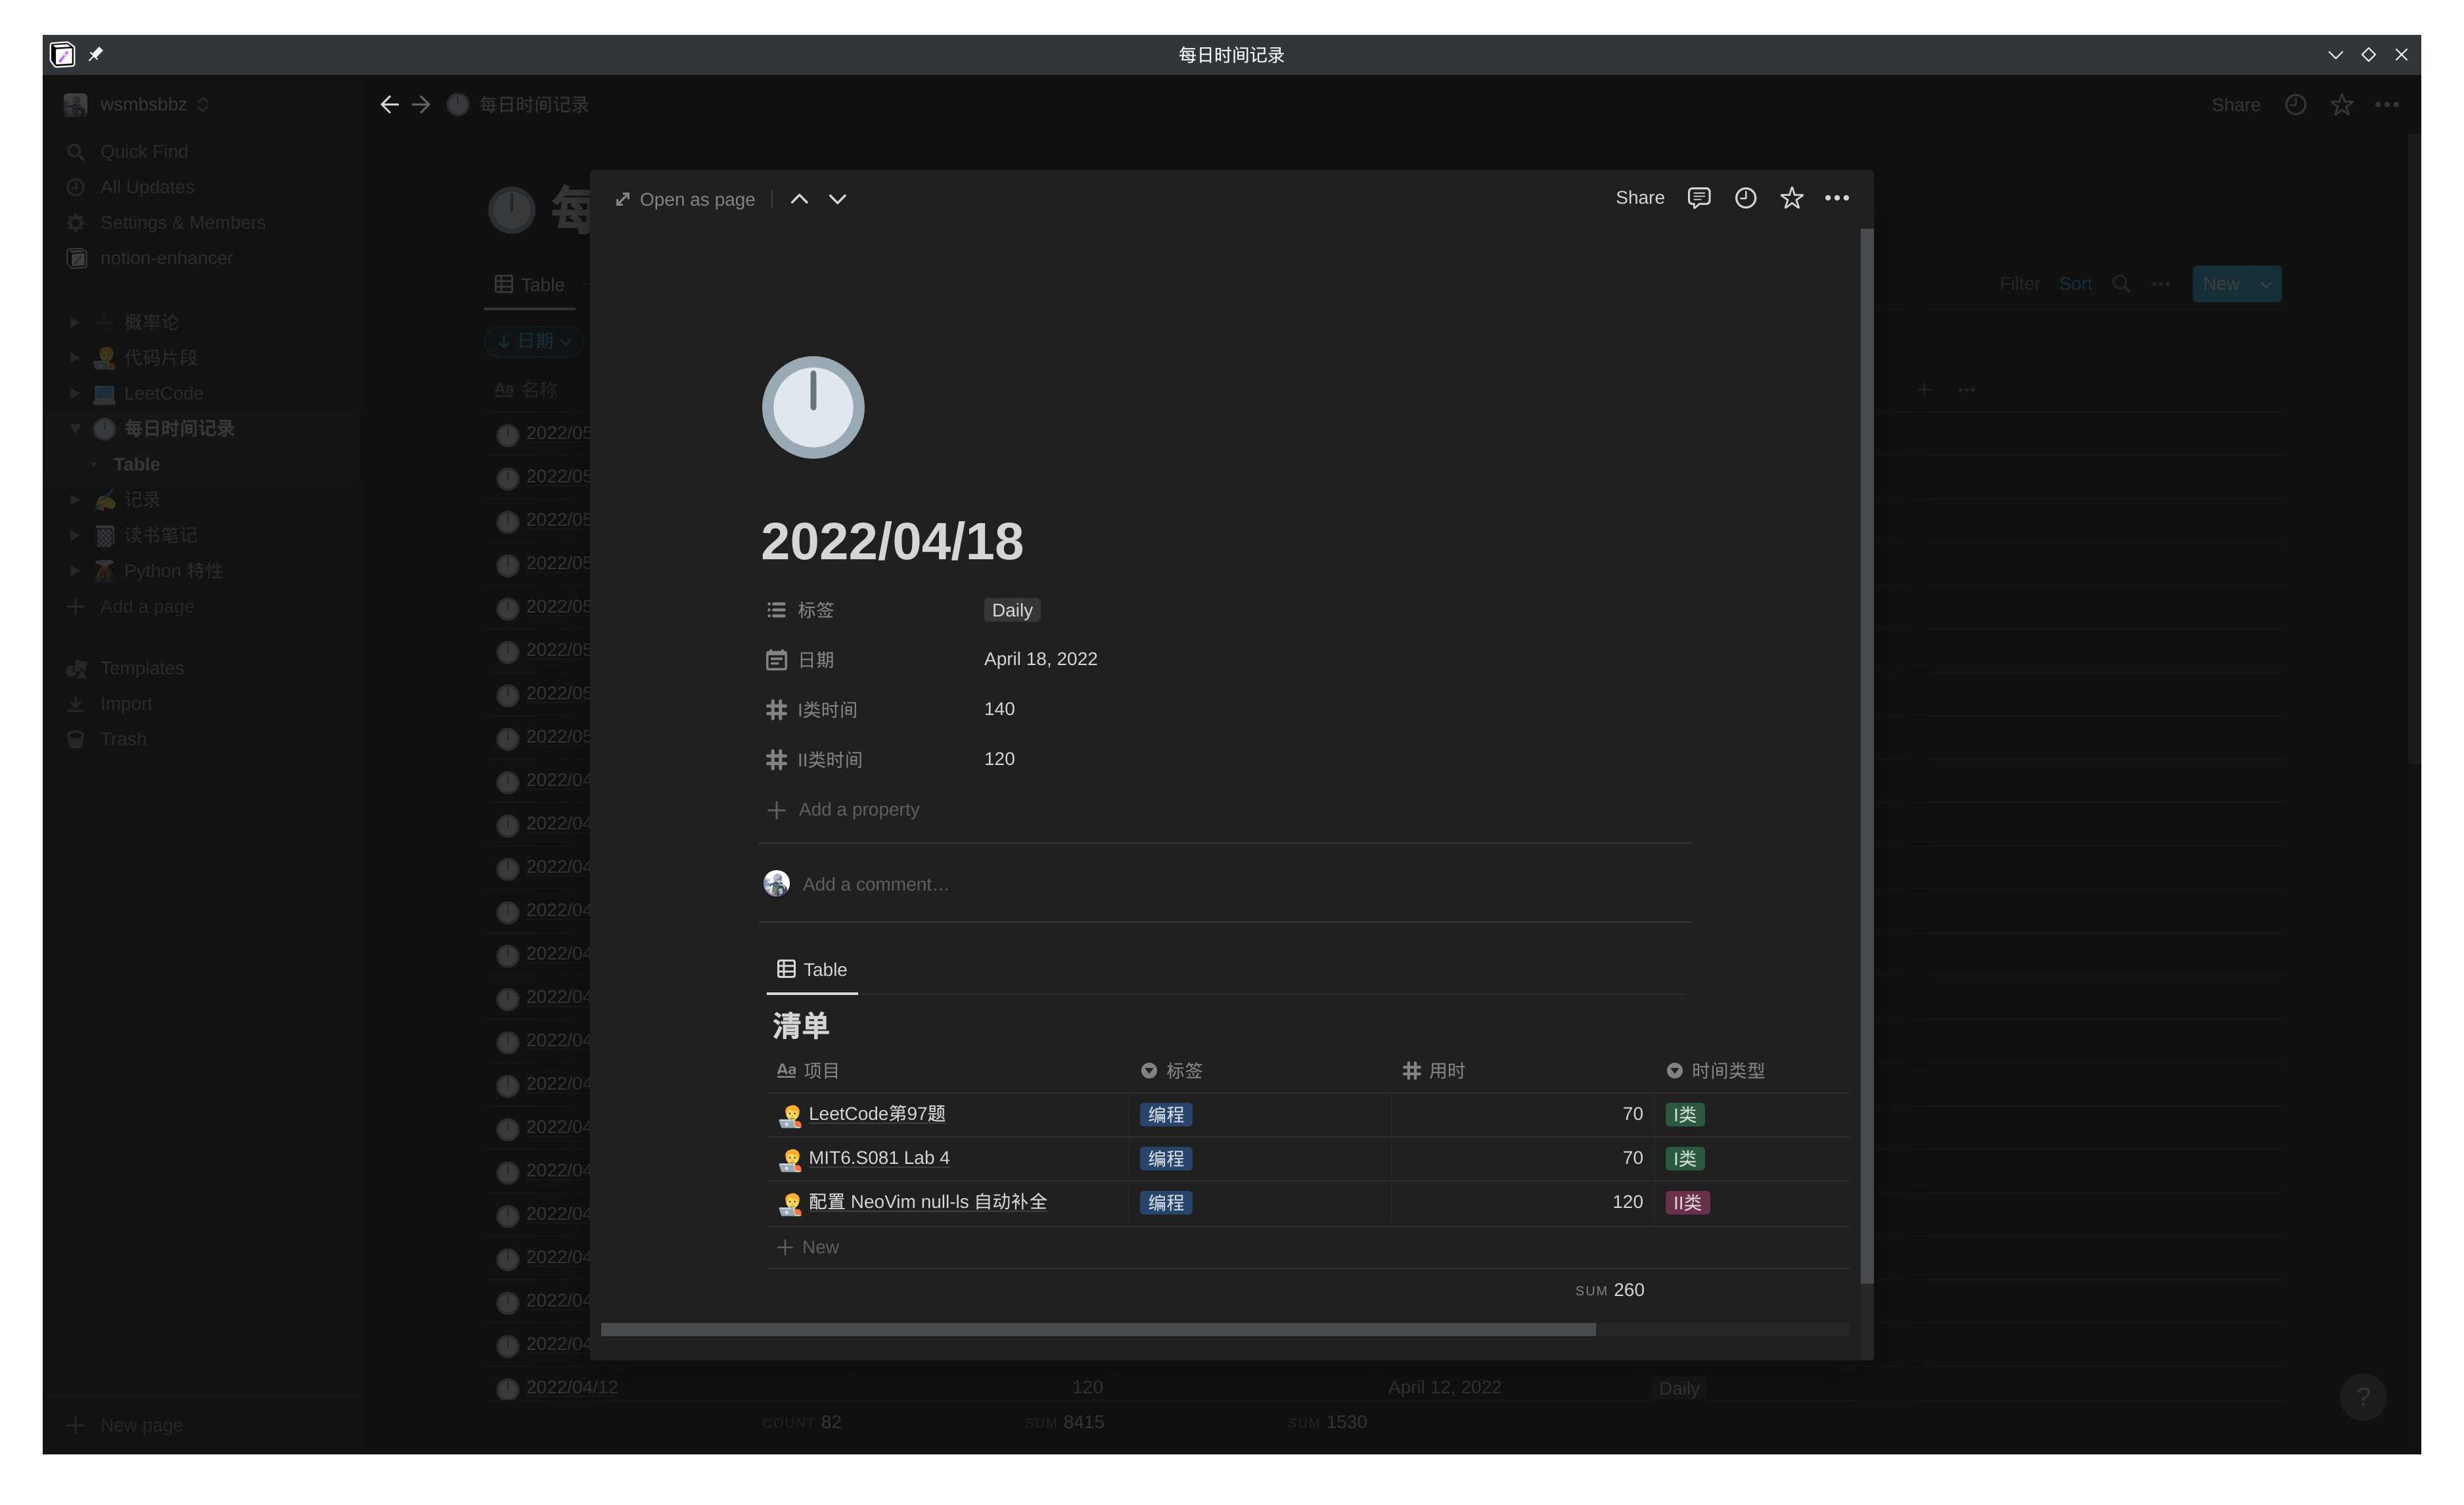 每日时间记录
wsmbsbbz
Quick Find
All Updates
Settings & Members
notion-enhancer
概率论
代码片段
LeetCode
每日时间记录
Table
记录
读书笔记
Python 特性
Add a page
Templates
Import
Trash
New page
每日时间记录
Share
每
Table
Filter Sort New
日期
Aa 名称
2022/05
2022/05
2022/05
2022/05
2022/05
2022/05
2022/05
2022/05
2022/04
2022/04
2022/04
2022/04
2022/04
2022/04
2022/04
2022/04
2022/04
2022/04
2022/04
2022/04
2022/04
2022/04
2022/04/12 120 April 12, 2022 Daily
COUNT 82 SUM 8415 SUM 1530
?
Open as page Share
2022/04/18
标签 Daily
日期 April 18, 2022
I类时间 140
II类时间 120
Add a property
Add a comment…
Table
清单
Aa 项目 标签 用时 时间类型
LeetCode第97题 编程 70 I类
MIT6.S081 Lab 4 编程 70 I类
配置 NeoVim null-ls 自动补全 编程 120 II类
New
SUM 260